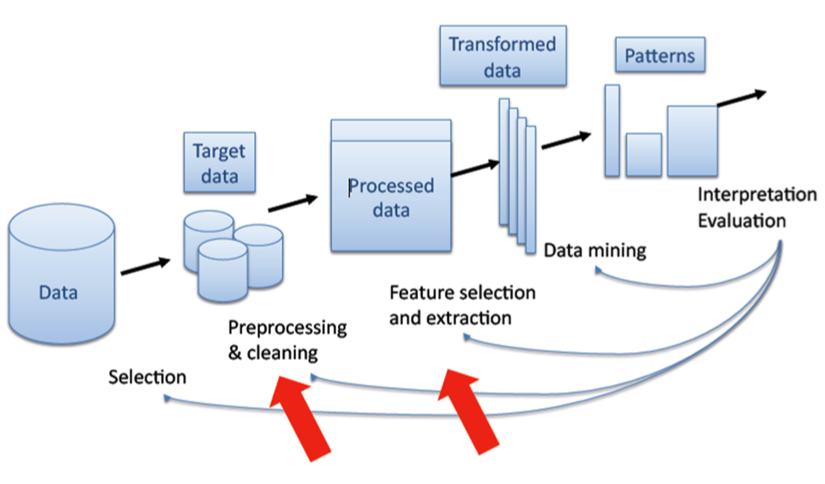 Transformed
data
Patterns
Target
data
Processed
data
Interpretation
Evaluation
Data mining
Data
Feature selection
and extraction
Preprocessing
& cleaning
Selection